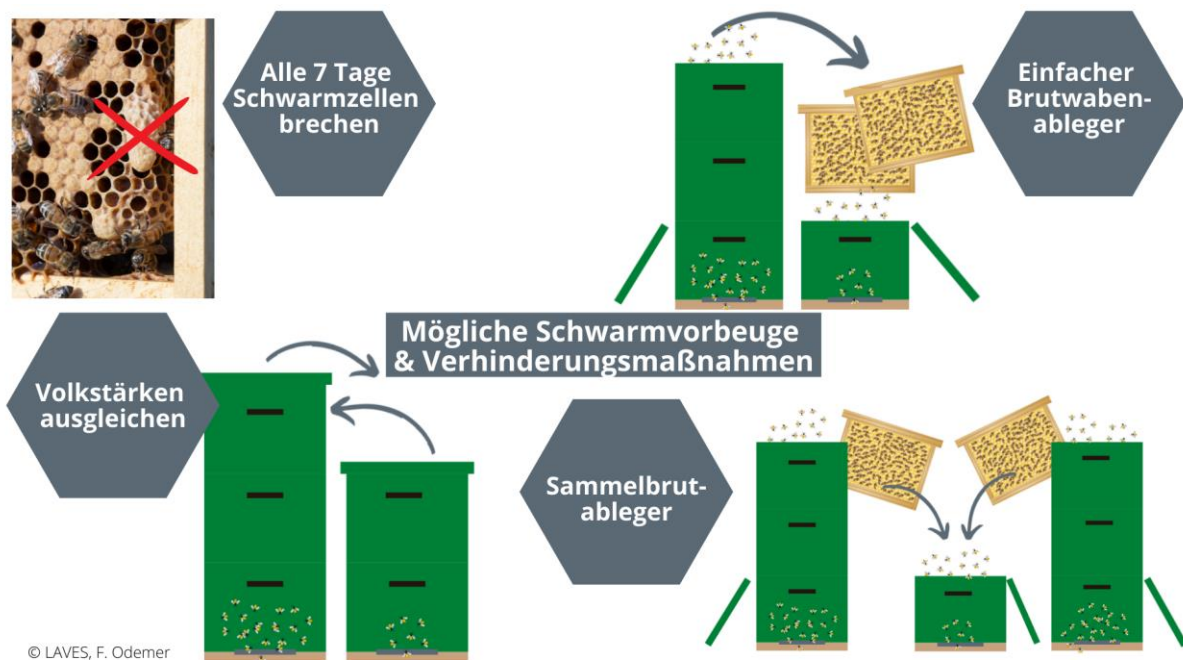 Alle 7 Tage
Schwarmzellen
brechen
Einfacher
Brutwaben-
ableger
Mögliche Schwarmvorbeuge
& Verhinderungsmaßnahmen
Volkstärken
ausgleichen
Sammelbrut-
ableger
© LAVES, F. Odemer